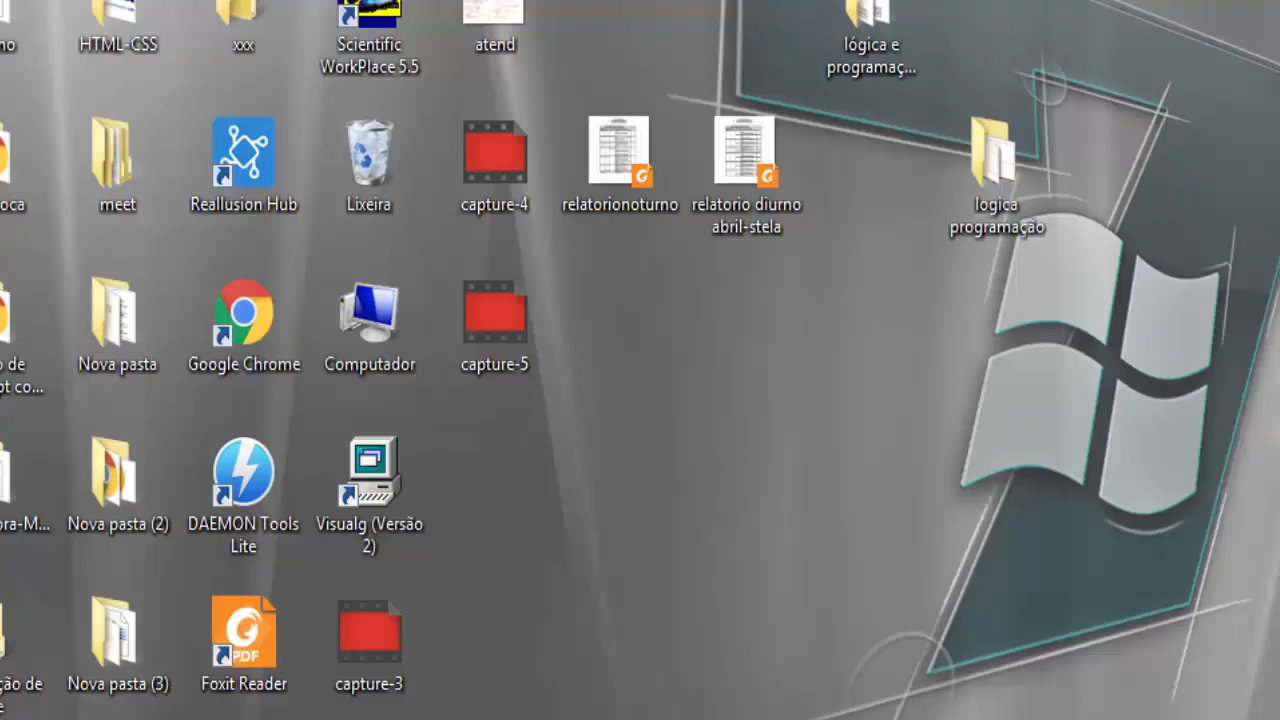 no
HTML-CSS
xxx
Scientific
WorkPlace 5.5
atend
lógica e
programaç...
oca
meet
Reallusion Hub
Lixeira
capture-4
relatorionoturno
relatorio diurno
abril-stela
logica
programação
o de
pt co...
Nova pasta
Google Chrome
Computador
capture-5
ora-M...
Nova pasta (2)
DAEMON Tools
Lite
Visualg (Versão
2)
ção de
e
Nova pasta (3)
PDF
Foxit Reader
capture-3